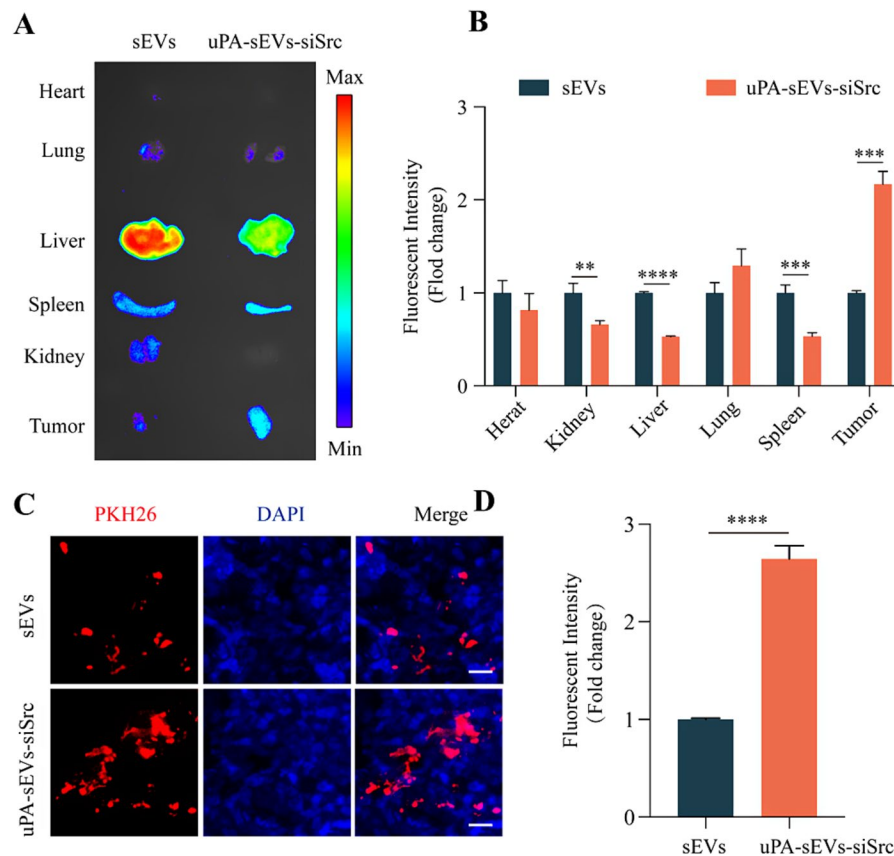 A
sEVs uPA-sEVs-siSrc
Heart
Lung
Liver
Spleen
Kidney
Tumor
Max
Min
B
sEVs uPA-sEVs-siSrc
Fluorescent Intensity
(Flod change)
3
2
1
0
** **** *** ***
Herat Kidney Liver Lung Spleen Tumor
C
PKH26 DAPI Merge
sEVs
uPA-sEVs-siSrc
D
Fluorescent Intensity
(Fold change)
3
2
1
0
****
sEVs uPA-sEVs-siSrc